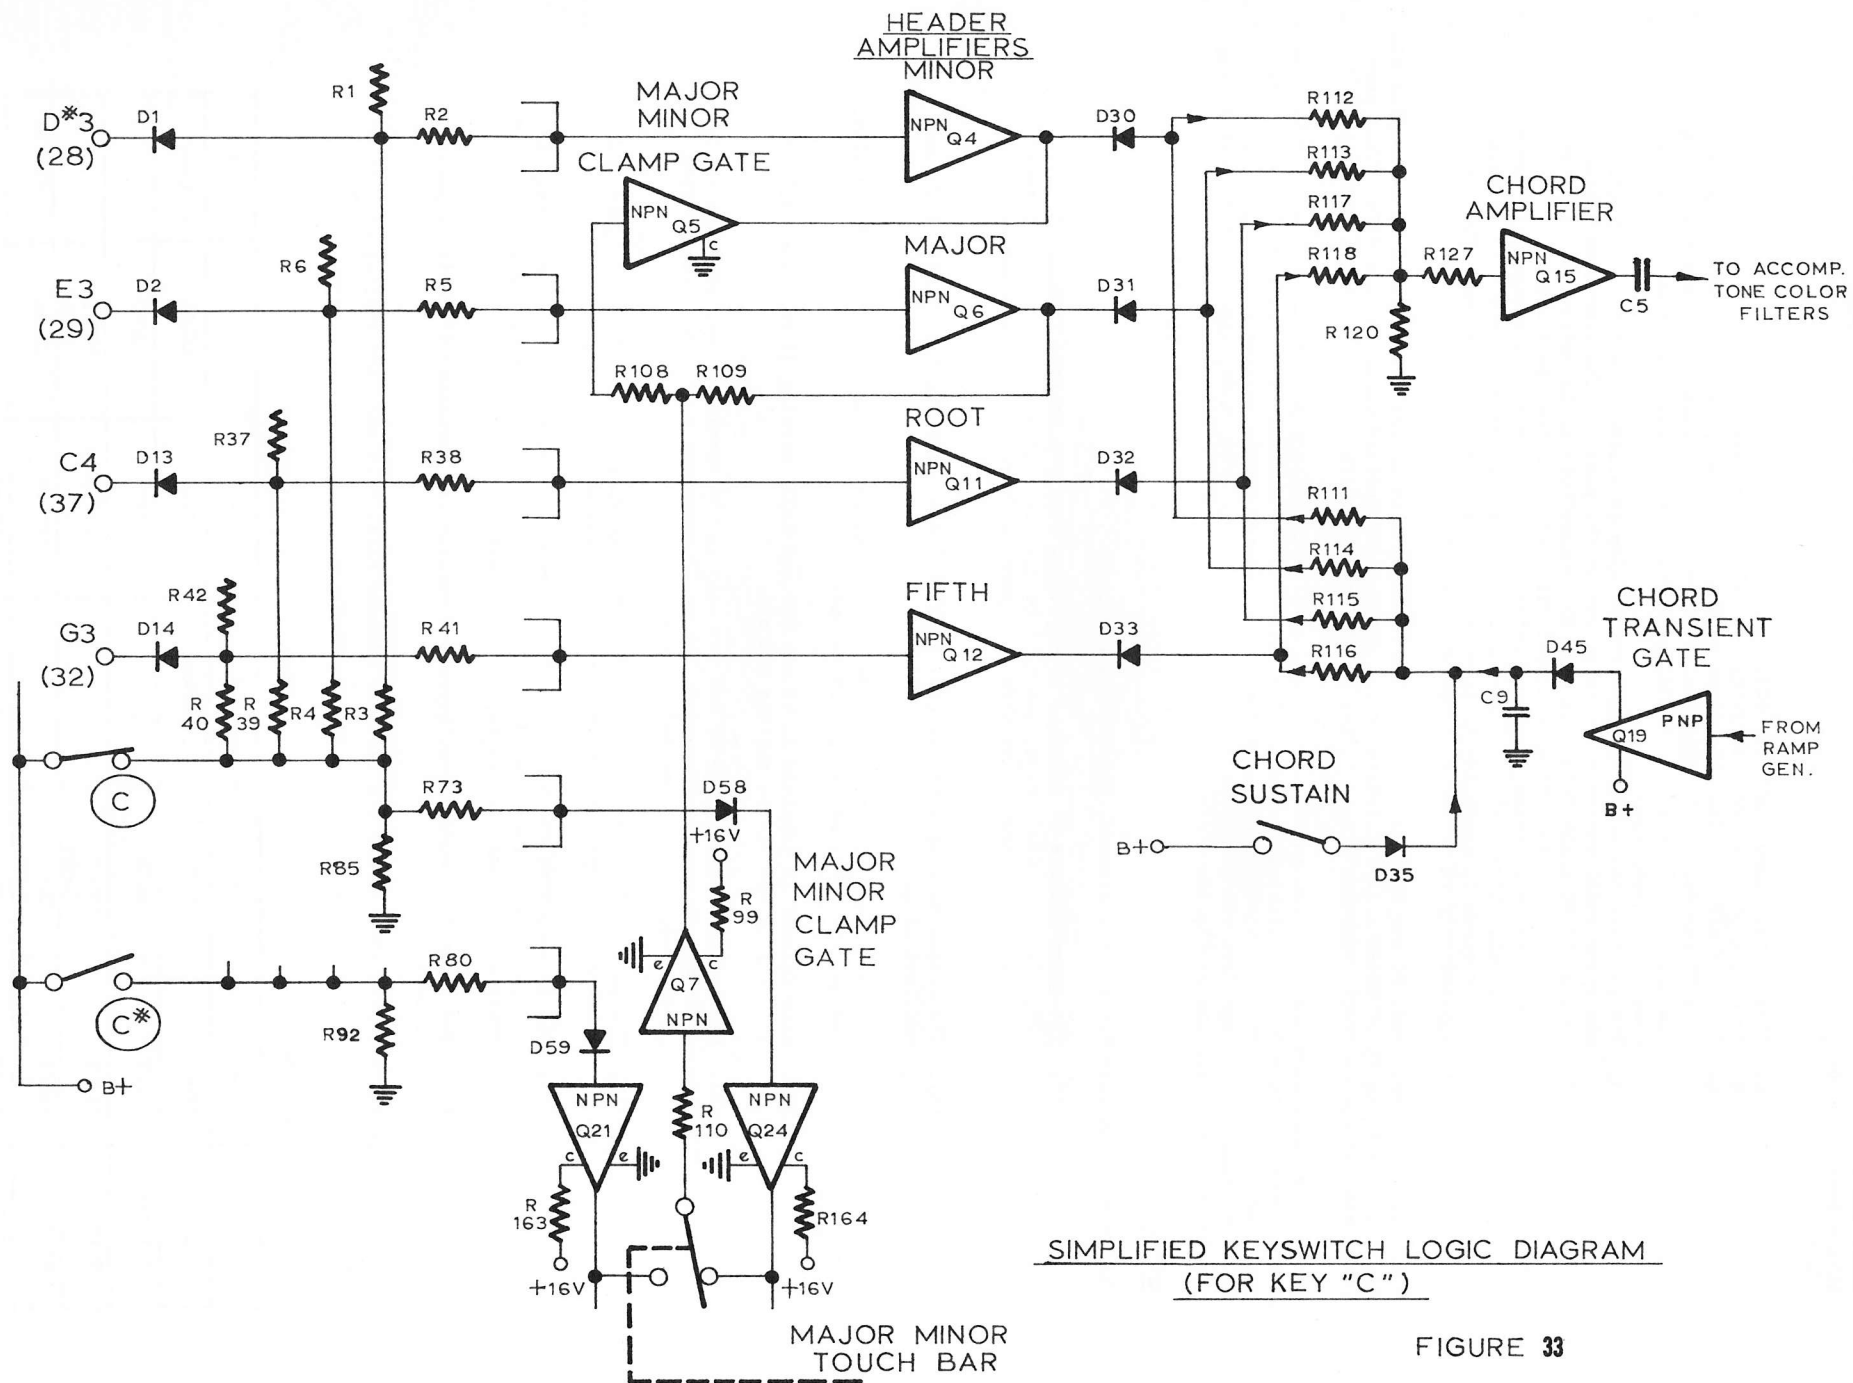 HEADER
AMPLIFIERS
MINOR
R1
D#3
(28)
D1
R2
MAJOR
MINOR
CLAMP GATE
NPN Q4
D30
R112
R113
R117
R118
NPN Q5
c
CHORD
AMPLIFIER
R127
NPN Q15
C5
TO ACCOMP.
TONE COLOR
FILTERS
R120
R6
E3
(29)
D2
R5
MAJOR
NPN Q6
D31
R108
R109
R37
C4
(37)
D13
R38
ROOT
NPN Q11
D32
R111
R114
R115
R116
R42
G3
(32)
D14
R41
FIFTH
NPN Q12
D33
CHORD
TRANSIENT
GATE
D45
C9
PNP
Q19
FROM
RAMP
GEN.
B+
R
40
R
39
R4
R3
C
R73
D58
+16V
R85
R
99
MAJOR
MINOR
CLAMP
GATE
CHORD
SUSTAIN
B+
D35
C#
R80
R92
B+
D59
e
c
Q7
NPN
NPN
Q21
c
e
R
110
NPN
Q24
e
c
R
163
R164
+16V
+16V
MAJOR MINOR
TOUCH BAR
SIMPLIFIED KEYSWITCH LOGIC DIAGRAM
(FOR KEY "C")
FIGURE 33